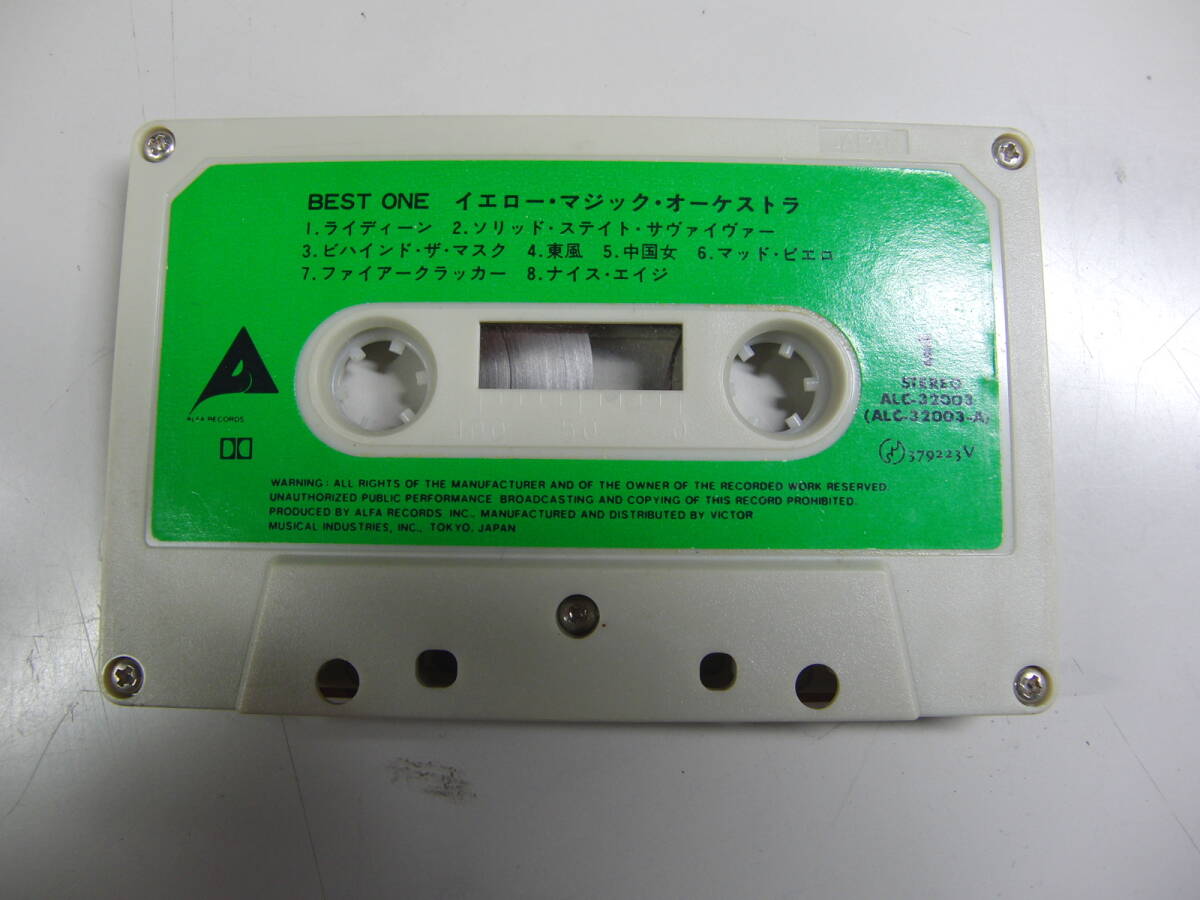 JAPAN
BEST ONE イエロー・マジック・オーケストラ
1.ライディーン 2.ソリッド・ステイト・サヴァイヴァー
3.ビハインド・ザ・マスク 4.東風 5.中国女 6.マッド・ピエロ
7.ファイアークラッカー 8.ナイス・エイジ
ALFA RECORDS
1
STEREO
ALC-32003
(ALC-32003-A)
379223V
100 50 0
WARNING: ALL RIGHTS OF THE MANUFACTURER AND OF THE OWNER OF THE RECORDED WORK RESERVED.
UNAUTHORIZED PUBLIC PERFORMANCE BROADCASTING AND COPYING OF THIS RECORD PROHIBITED.
PRODUCED BY ALFA RECORDS INC., MANUFACTURED AND DISTRIBUTED BY VICTOR
MUSICAL INDUSTRIES, INC., TOKYO, JAPAN